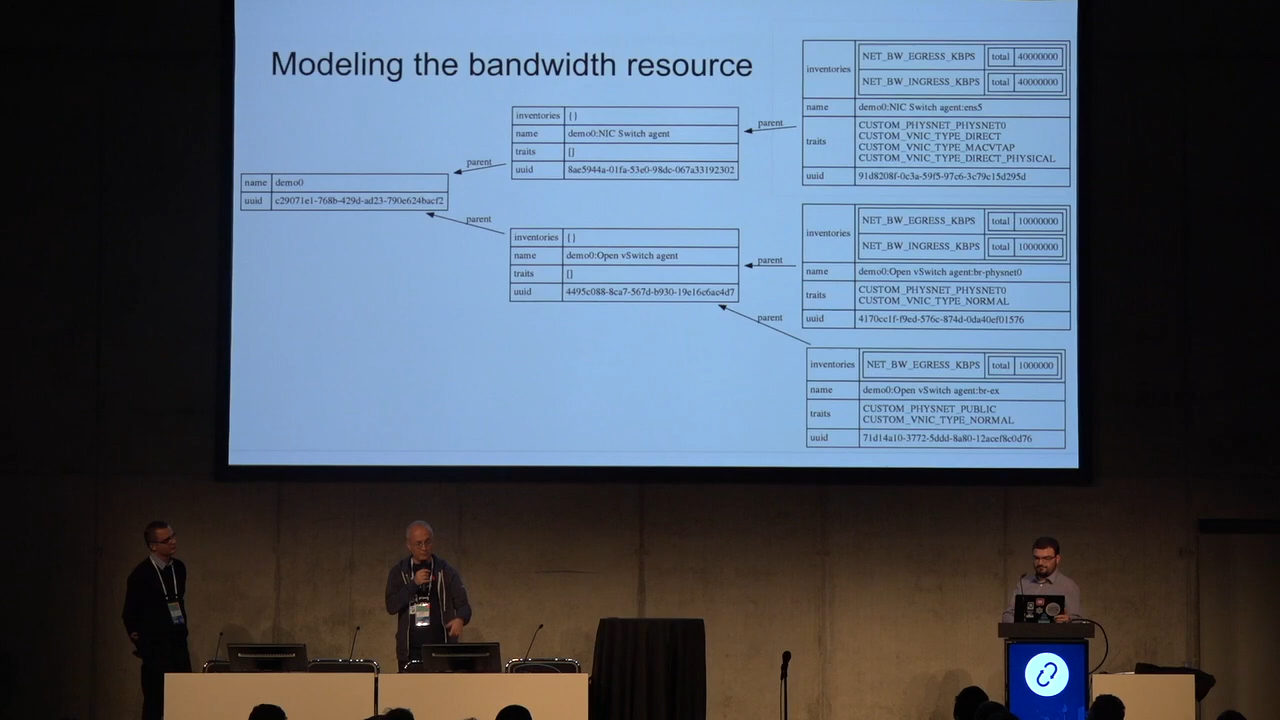 Modeling the bandwidth resource
name demo0
uuid c29071e1-768b-429d-ad23-790e624bacf2
parent
parent
inventories {}
name demo0:NIC Switch agent
traits []
uuid 8ae5944a-01fa-53e0-98dc-067a33192302
inventories {}
name demo0:Open vSwitch agent
traits []
uuid 4495c088-8ca7-567d-b930-19e16c6ac4d7
parent
parent
parent
inventories
NET_BW_EGRESS_KBPS total 40000000
NET_BW_INGRESS_KBPS total 40000000
name demo0:NIC Switch agent:ens5
traits
CUSTOM_PHYSNET_PHYSNET0
CUSTOM_VNIC_TYPE_DIRECT
CUSTOM_VNIC_TYPE_MACVTAP
CUSTOM_VNIC_TYPE_DIRECT_PHYSICAL
uuid 91d8208f-0c3a-59f5-97c6-3c79c15d295d
inventories
NET_BW_EGRESS_KBPS total 10000000
NET_BW_INGRESS_KBPS total 10000000
name demo0:Open vSwitch agent:br-physnet0
traits
CUSTOM_PHYSNET_PHYSNET0
CUSTOM_VNIC_TYPE_NORMAL
uuid 4170cc1f-f9ed-576c-874d-0da40ef01576
inventories NET_BW_EGRESS_KBPS total 1000000
name demo0:Open vSwitch agent:br-ex
traits
CUSTOM_PHYSNET_PUBLIC
CUSTOM_VNIC_TYPE_NORMAL
uuid 71d14a10-3772-5ddd-8a80-12acef8c0d76